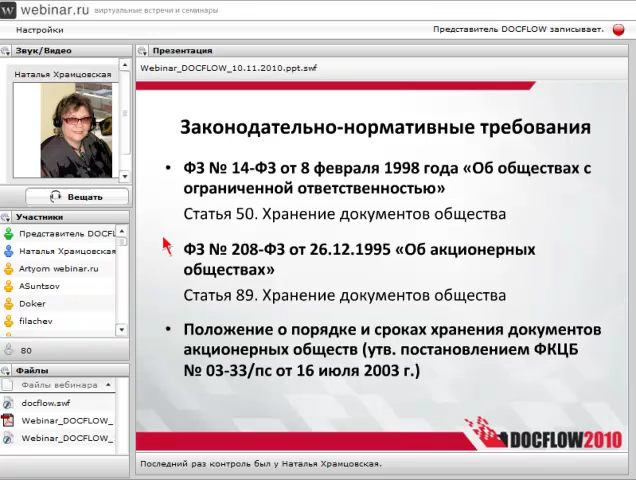 webinar.ru виртуальные встречи и семинары
Настройки
Представитель DOCFLOW записывает.
Звук/Видео
Наталья Храмцовская
Вещать
Участники
Представитель DOCFL
Наталья Храмцовская
Artyom webinar.ru
ASuntsov
Doker
filachev
80
Файлы
Файлы вебинара
docflow.swf
Webinar_DOCFLOW_
Webinar_DOCFLOW_
Презентация
Webinar_DOCFLOW_10.11.2010.ppt.swf
Законодательно-нормативные требования
• ФЗ № 14-ФЗ от 8 февраля 1998 года «Об обществах с
ограниченной ответственностью»
Статья 50. Хранение документов общества
ФЗ № 208-ФЗ от 26.12.1995 «Об акционерных
обществах»
Статья 89. Хранение документов общества
• Положение о порядке и сроках хранения документов
акционерных обществ (утв. постановлением ФКЦБ
№ 03-33/пс от 16 июля 2003 г.)
DOCFLOW2010
Последний раз контроль был у Наталья Храмцовская.